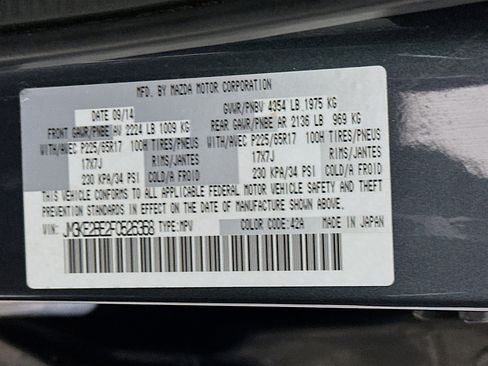 MFD. BY MAZDA MOTOR CORPORATION
DATE 09/14
GVWR/PNBV 4354 LB 1975 KG
FRONT GAWR/PNBE AV 2224 LB 1009 KG
REAR GAWR/PNBE AR 2136 LB 969 KG
WITH/AVEC P225/65R17 100H TIRES/PNEUS
WITH/AVEC P225/65R17 100H TIRES/PNEUS
17X7J RIMS/JANTES
17X7J RIMS/JANTES
230 KPA/34 PSI COLD/A FROID
230 KPA/34 PSI COLD/A FROID
THIS VEHICLE CONFORMS TO ALL APPLICABLE FEDERAL MOTOR VEHICLE SAFETY AND THEFT
PREVENTION STANDARDS IN EFFECT ON THE DATE OF MANUFACTURE SHOWN ABOVE.
VIN: TYPE:MPV COLOR CODE:42A MADE IN JAPAN